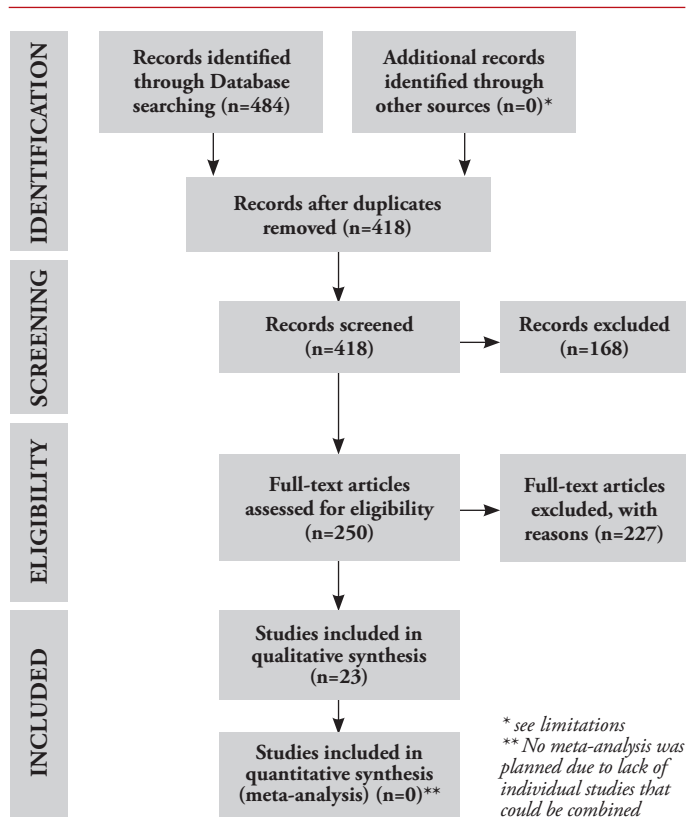 IDENTIFICATION
Records identified
through Database
searching (n=484)
Additional records
identified through
other sources (n=0)*
Records after duplicates
removed (n=418)
SCREENING
Records screened
(n=418)
Records excluded
(n=168)
ELIGIBILITY
Full-text articles
assessed for eligibility
(n=250)
Full-text articles
excluded, with
reasons (n=227)
INCLUDED
Studies included in
qualitative synthesis
(n=23)
Studies included in
quantitative synthesis
(meta-analysis) (n=0)**
* see limitations
** No meta-analysis was
planned due to lack of
individual studies that
could be combined